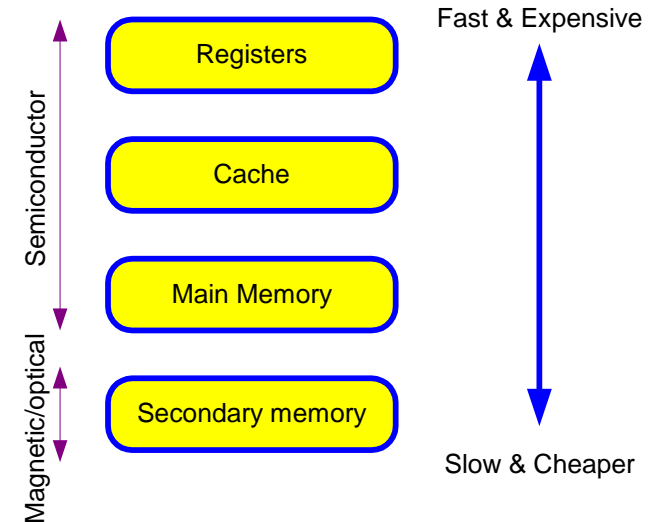 Fast & Expensive
Registers
Semiconductor
Cache
Main Memory
Magnetic/optical
Secondary memory
Slow & Cheaper